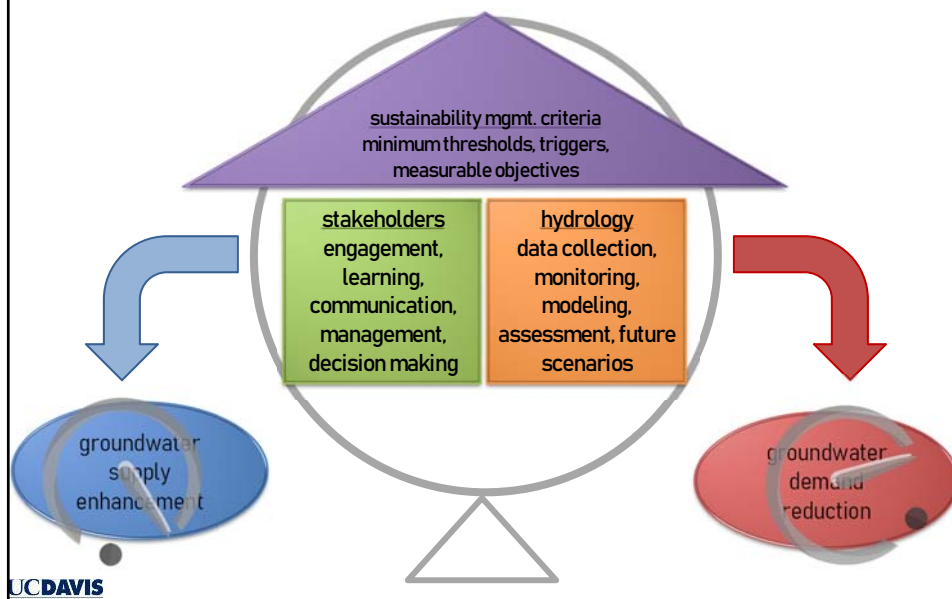 sustainability mgmt. criteria
minimum thresholds, triggers,
measurable objectives
stakeholders
engagement,
learning,
communication,
management,
decision making
hydrology
data collection,
monitoring,
modeling,
assessment, future
scenarios
groundwater
supply
enhancement
groundwater
demand
reduction
UCDAVIS